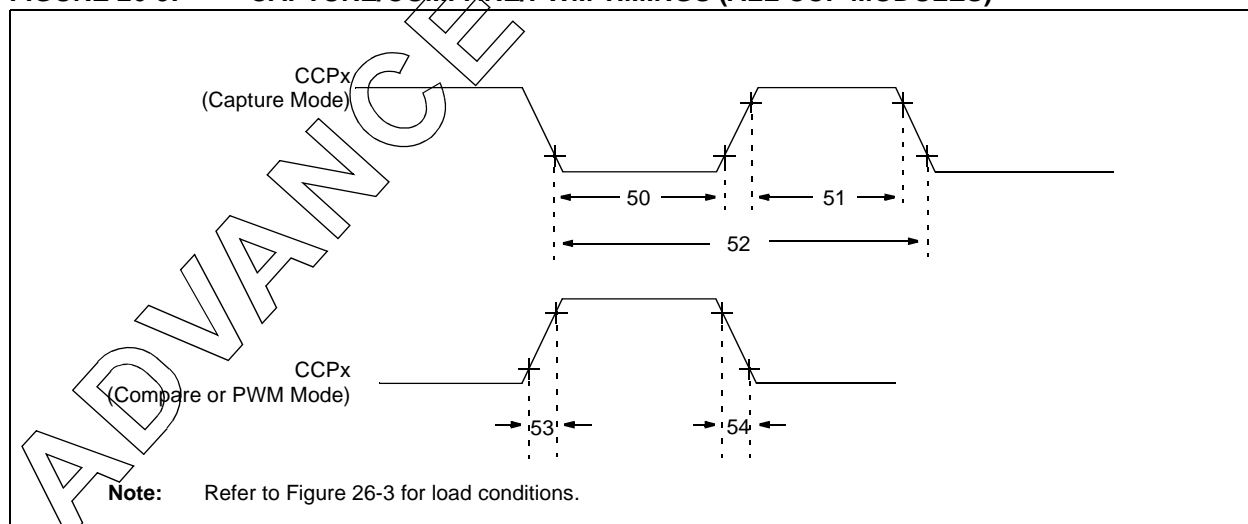 CCPx
(Capture Mode)
50
51
52
CCPx
(Compare or PWM Mode)
53
54
Note: Refer to Figure 26-3 for load conditions.
ADVANCE